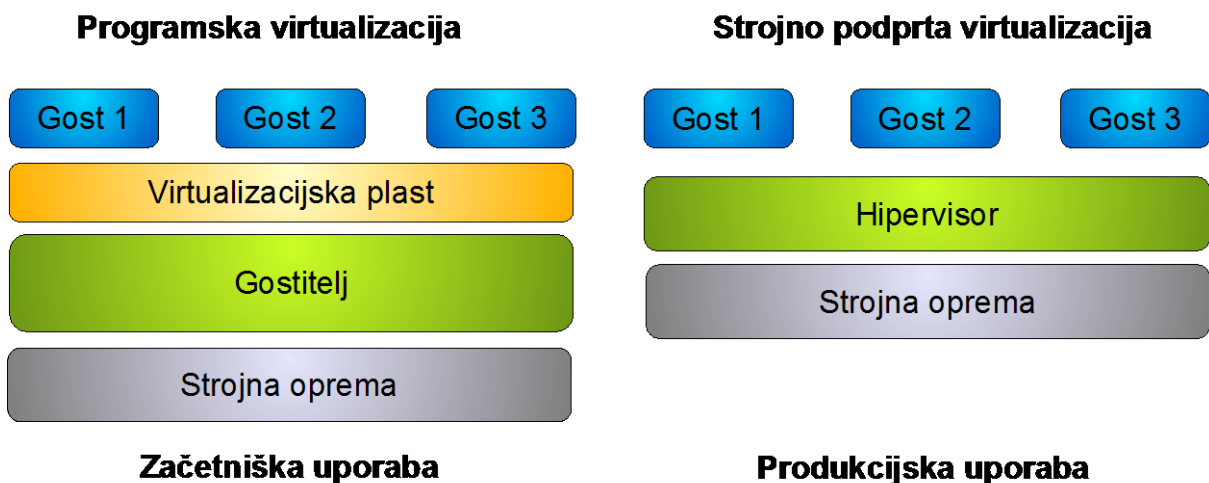 Programska virtualizacija
Gost 1
Gost 2
Gost 3
Virtualizacijska plast
Gostitelj
Strojna oprema
Začetniška uporaba
Strojno podprta virtualizacija
Gost 1
Gost 2
Gost 3
Hipervisor
Strojna oprema
Produkcijska uporaba